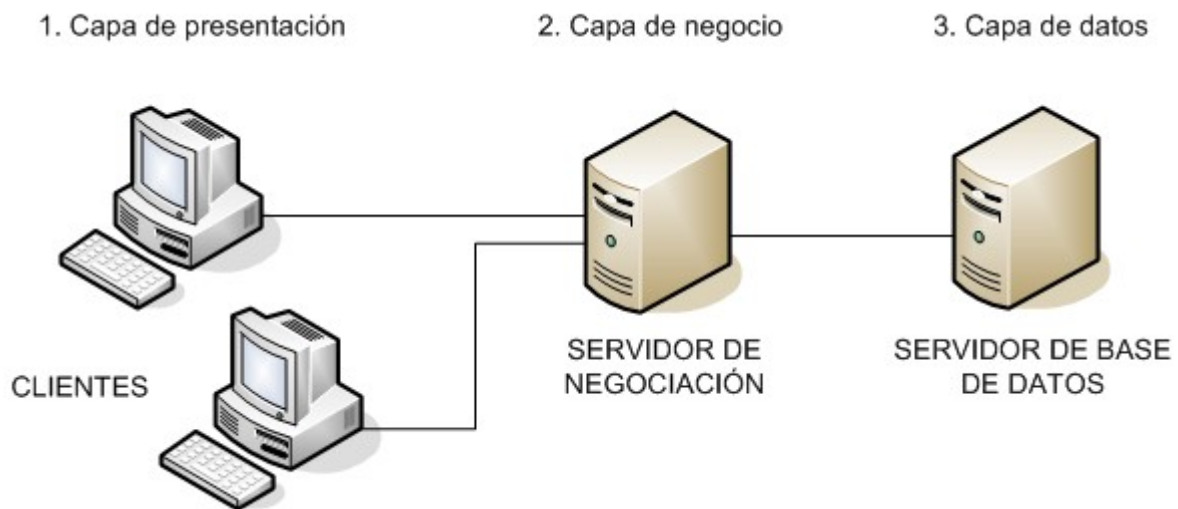 1. Capa de presentación
2. Capa de negocio
3. Capa de datos
CLIENTES
SERVIDOR DE
NEGOCIACIÓN
SERVIDOR DE BASE
DE DATOS